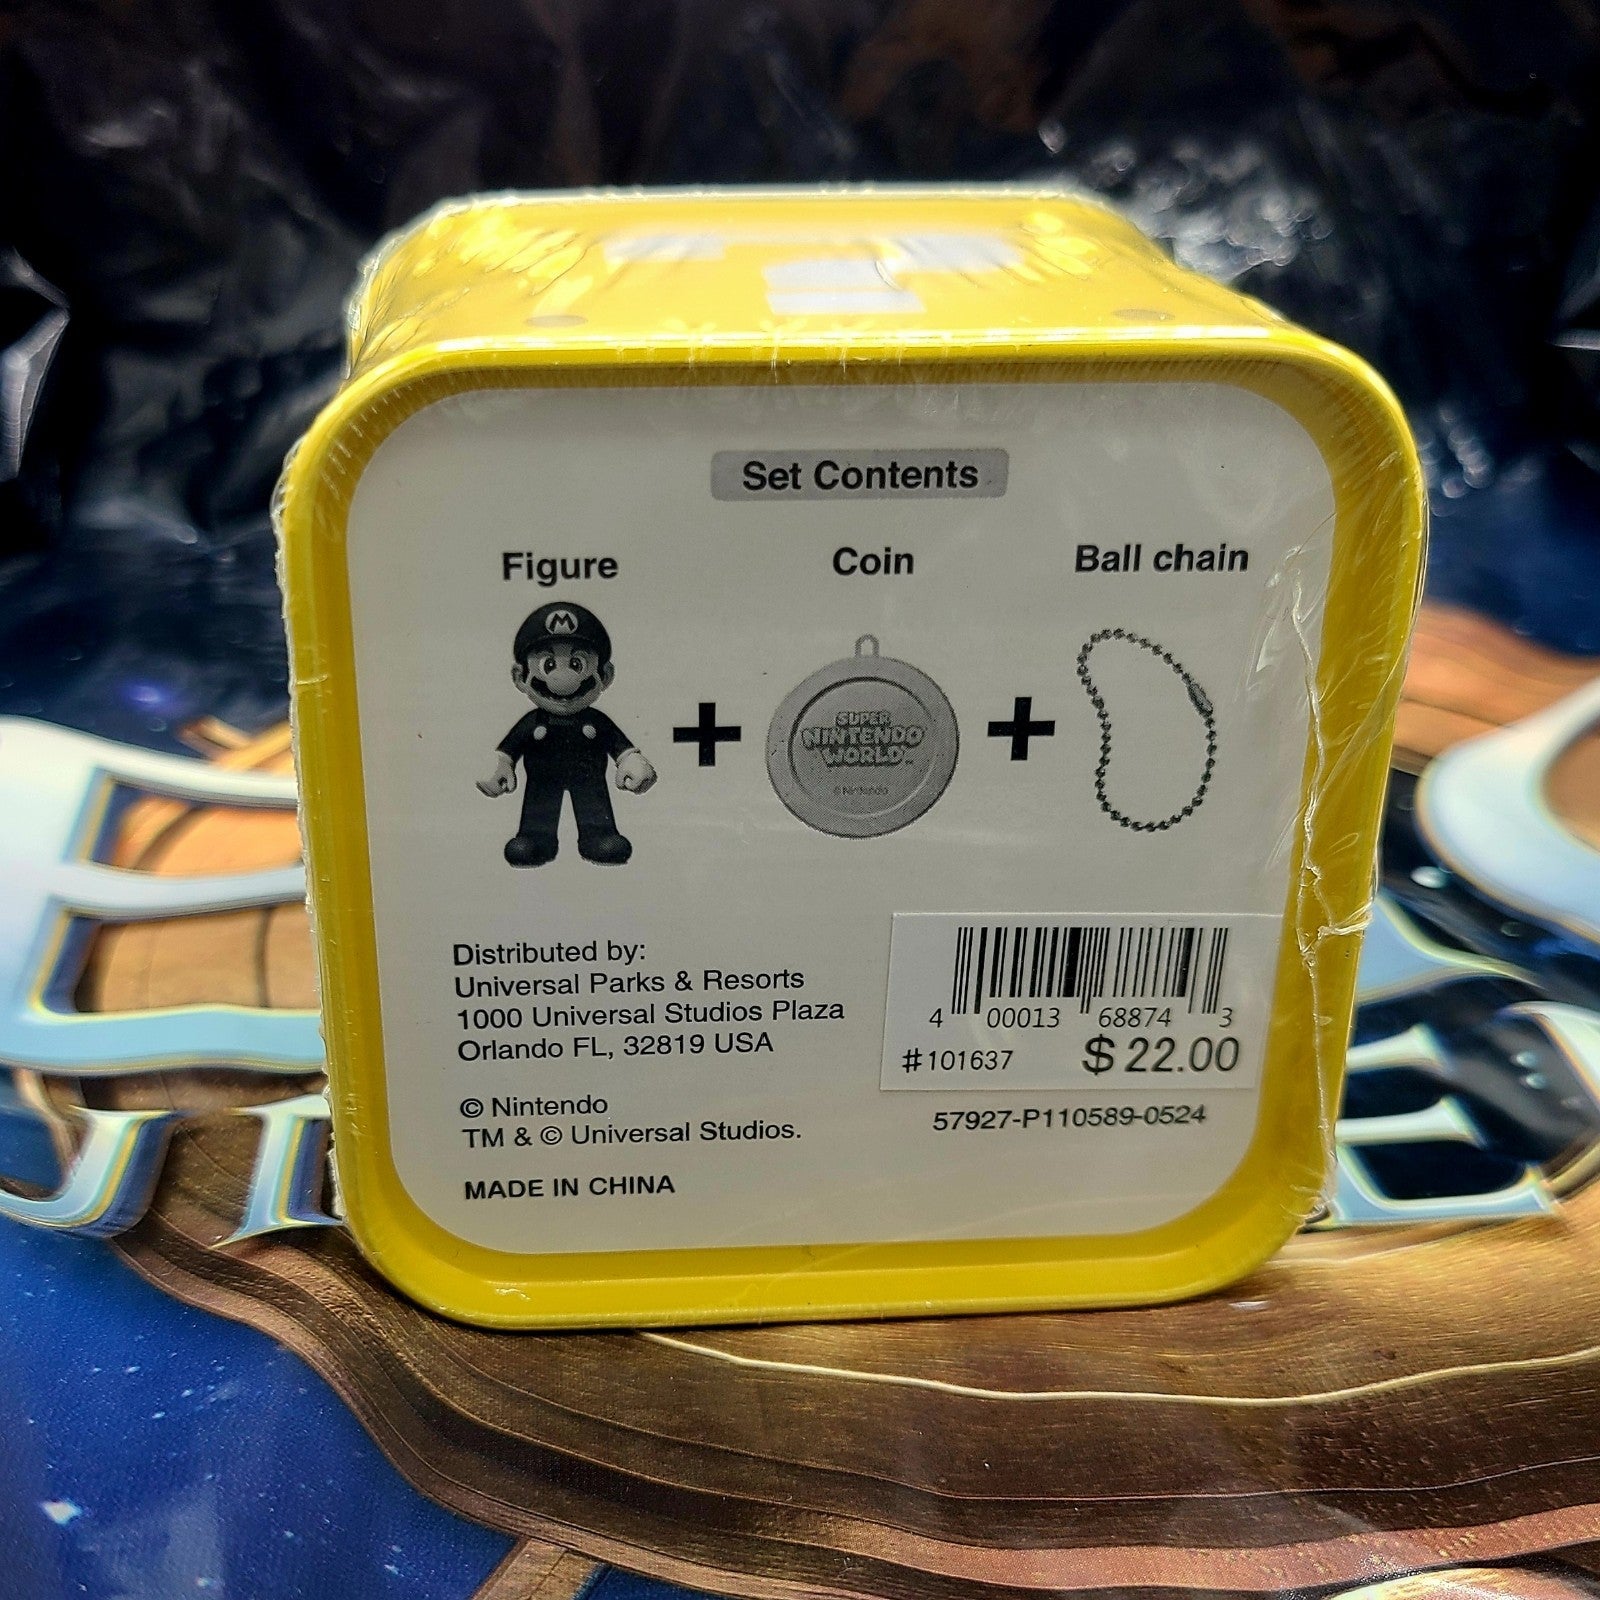 Set Contents
Figure
Coin
Ball chain
M
+
SUPER
NINTENDO
WORLD™
© Nintendo
+
Distributed by:
Universal Parks & Resorts
1000 Universal Studios Plaza
Orlando FL, 32819 USA
© Nintendo
TM & © Universal Studios.
MADE IN CHINA
4 00013 68874 3
#101637 $22.00
57927-P110589-0524